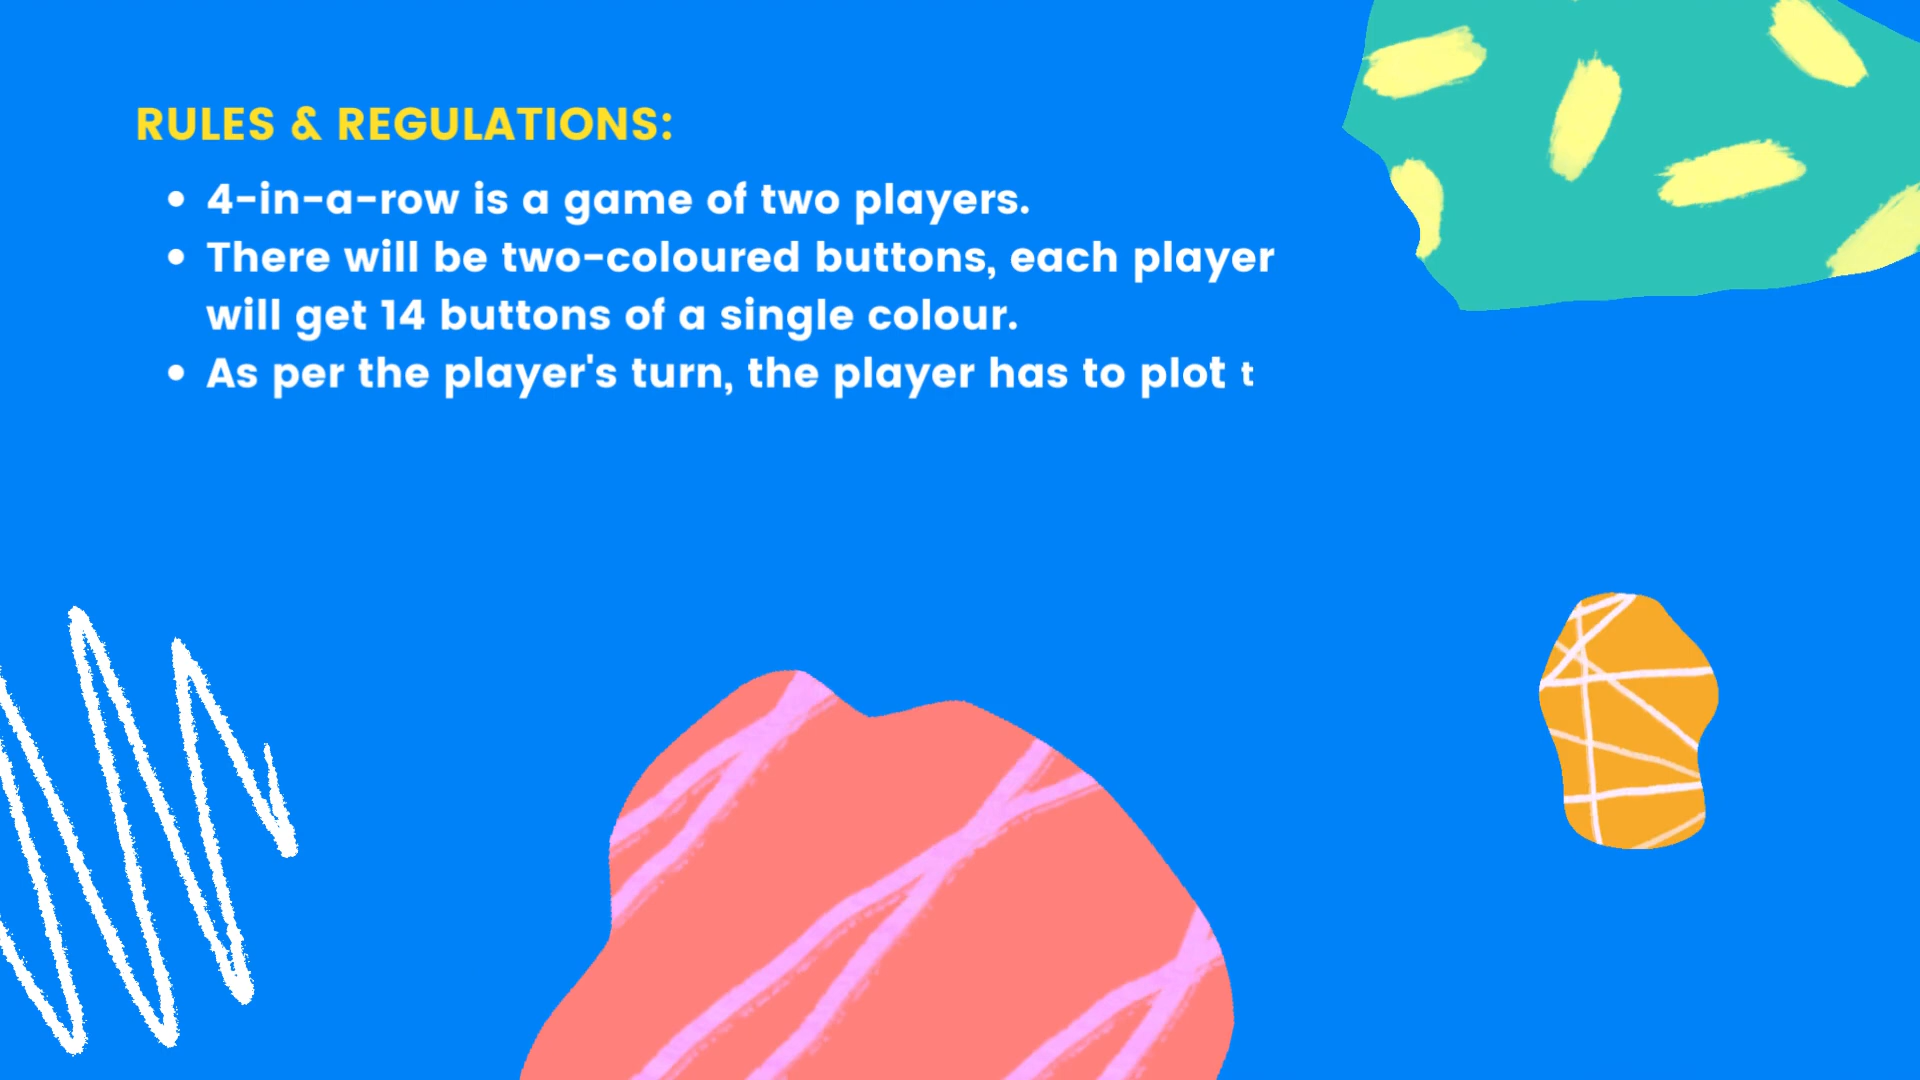 RULES & REGULATIONS:
• 4-in-a-row is a game of two players.
• There will be two-coloured buttons, each player
will get 14 buttons of a single colour.
• As per the player's turn, the player has to plot t